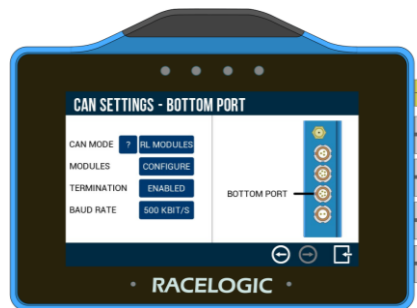 CAN SETTINGS - BOTTOM PORT
CAN MODE ? RL MODULES
MODULES CONFIGURE
TERMINATION ENABLED
BAUD RATE 500 KBIT/S
BOTTOM PORT
RACELOGIC